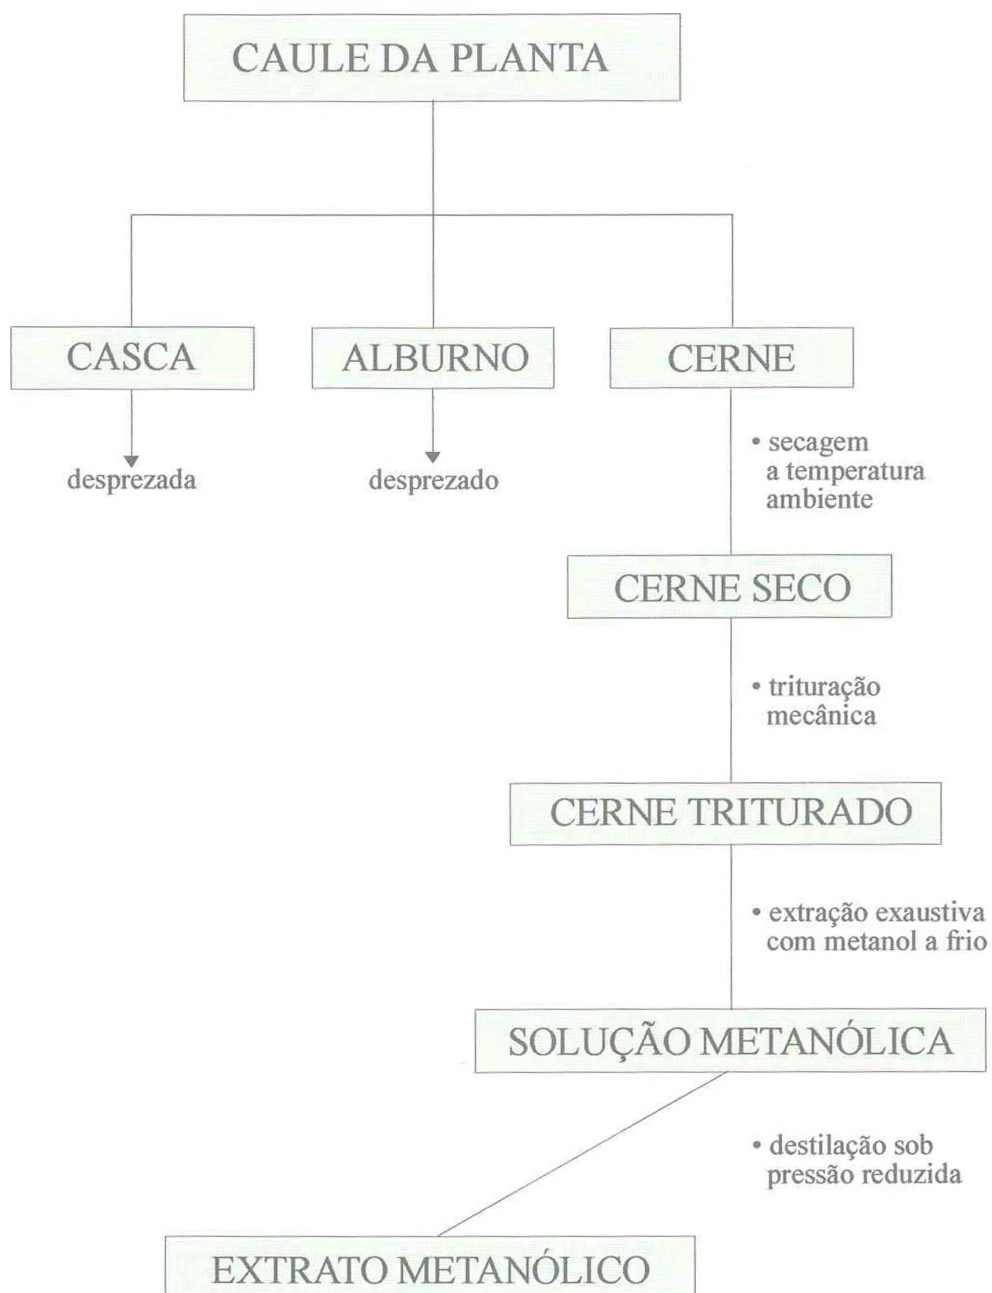 CAULE DA PLANTA
CASCA
ALBURNO
CERNE
desprezada
desprezado
• secagem
a temperatura
ambiente
CERNE SECO
• trituração
mecânica
CERNE TRITURADO
• extração exaustiva
com metanol a frio
SOLUÇÃO METANÓLICA
• destilação sob
pressão reduzida
EXTRATO METANÓLICO